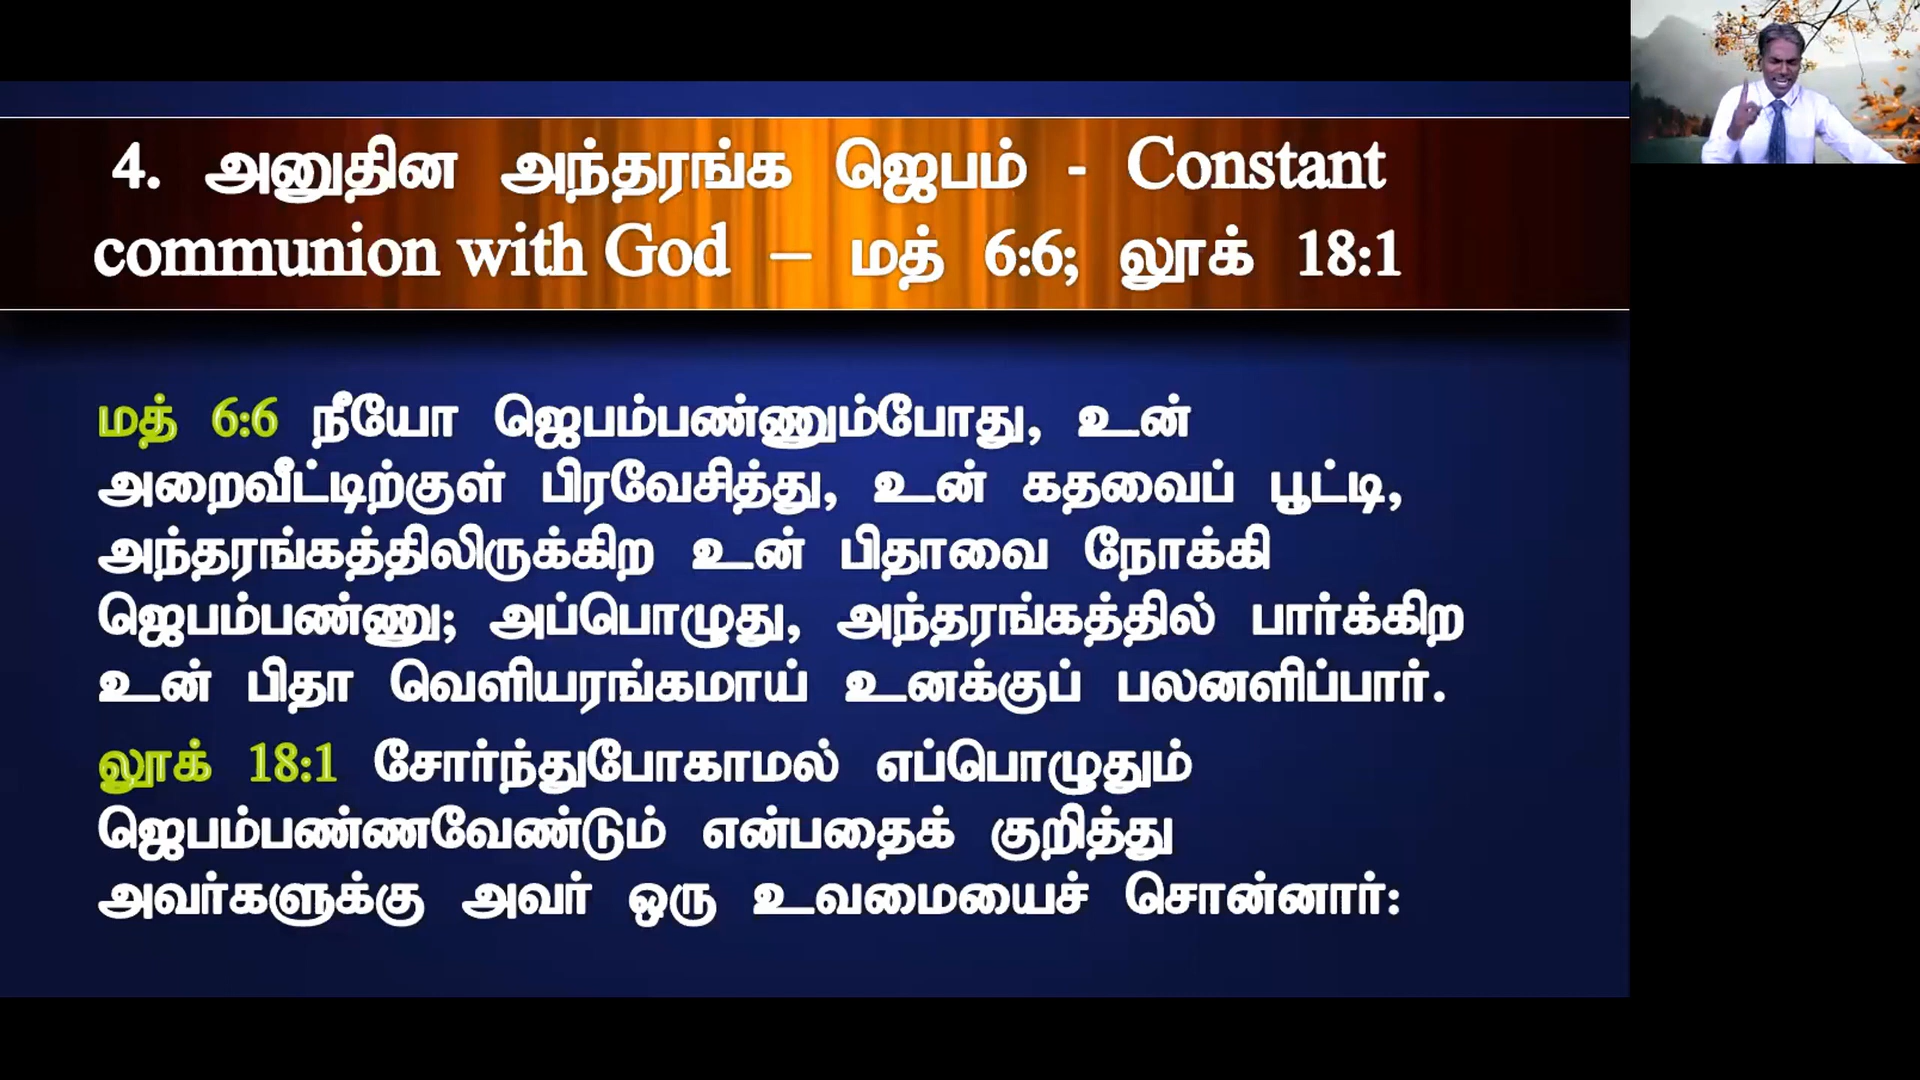 4. அனுதின அந்தரங்க ஜெபம் - Constant
communion with God – மத் 6:6; லூக் 18:1
மத் 6:6 நீயோ ஜெபம்பண்ணும்போது, உன்
அறைவீட்டிற்குள் பிரவேசித்து, உன் கதவைப் பூட்டி,
அந்தரங்கத்திலிருக்கிற உன் பிதாவை நோக்கி
ஜெபம்பண்ணு; அப்பொழுது, அந்தரங்கத்தில் பார்க்கிற
உன் பிதா வெளியரங்கமாய் உனக்குப் பலனளிப்பார்.
லூக் 18:1 சோர்ந்துபோகாமல் எப்பொழுதும்
ஜெபம்பண்ணவேண்டும் என்பதைக் குறித்து
அவர்களுக்கு அவர் ஒரு உவமையைச் சொன்னார்: